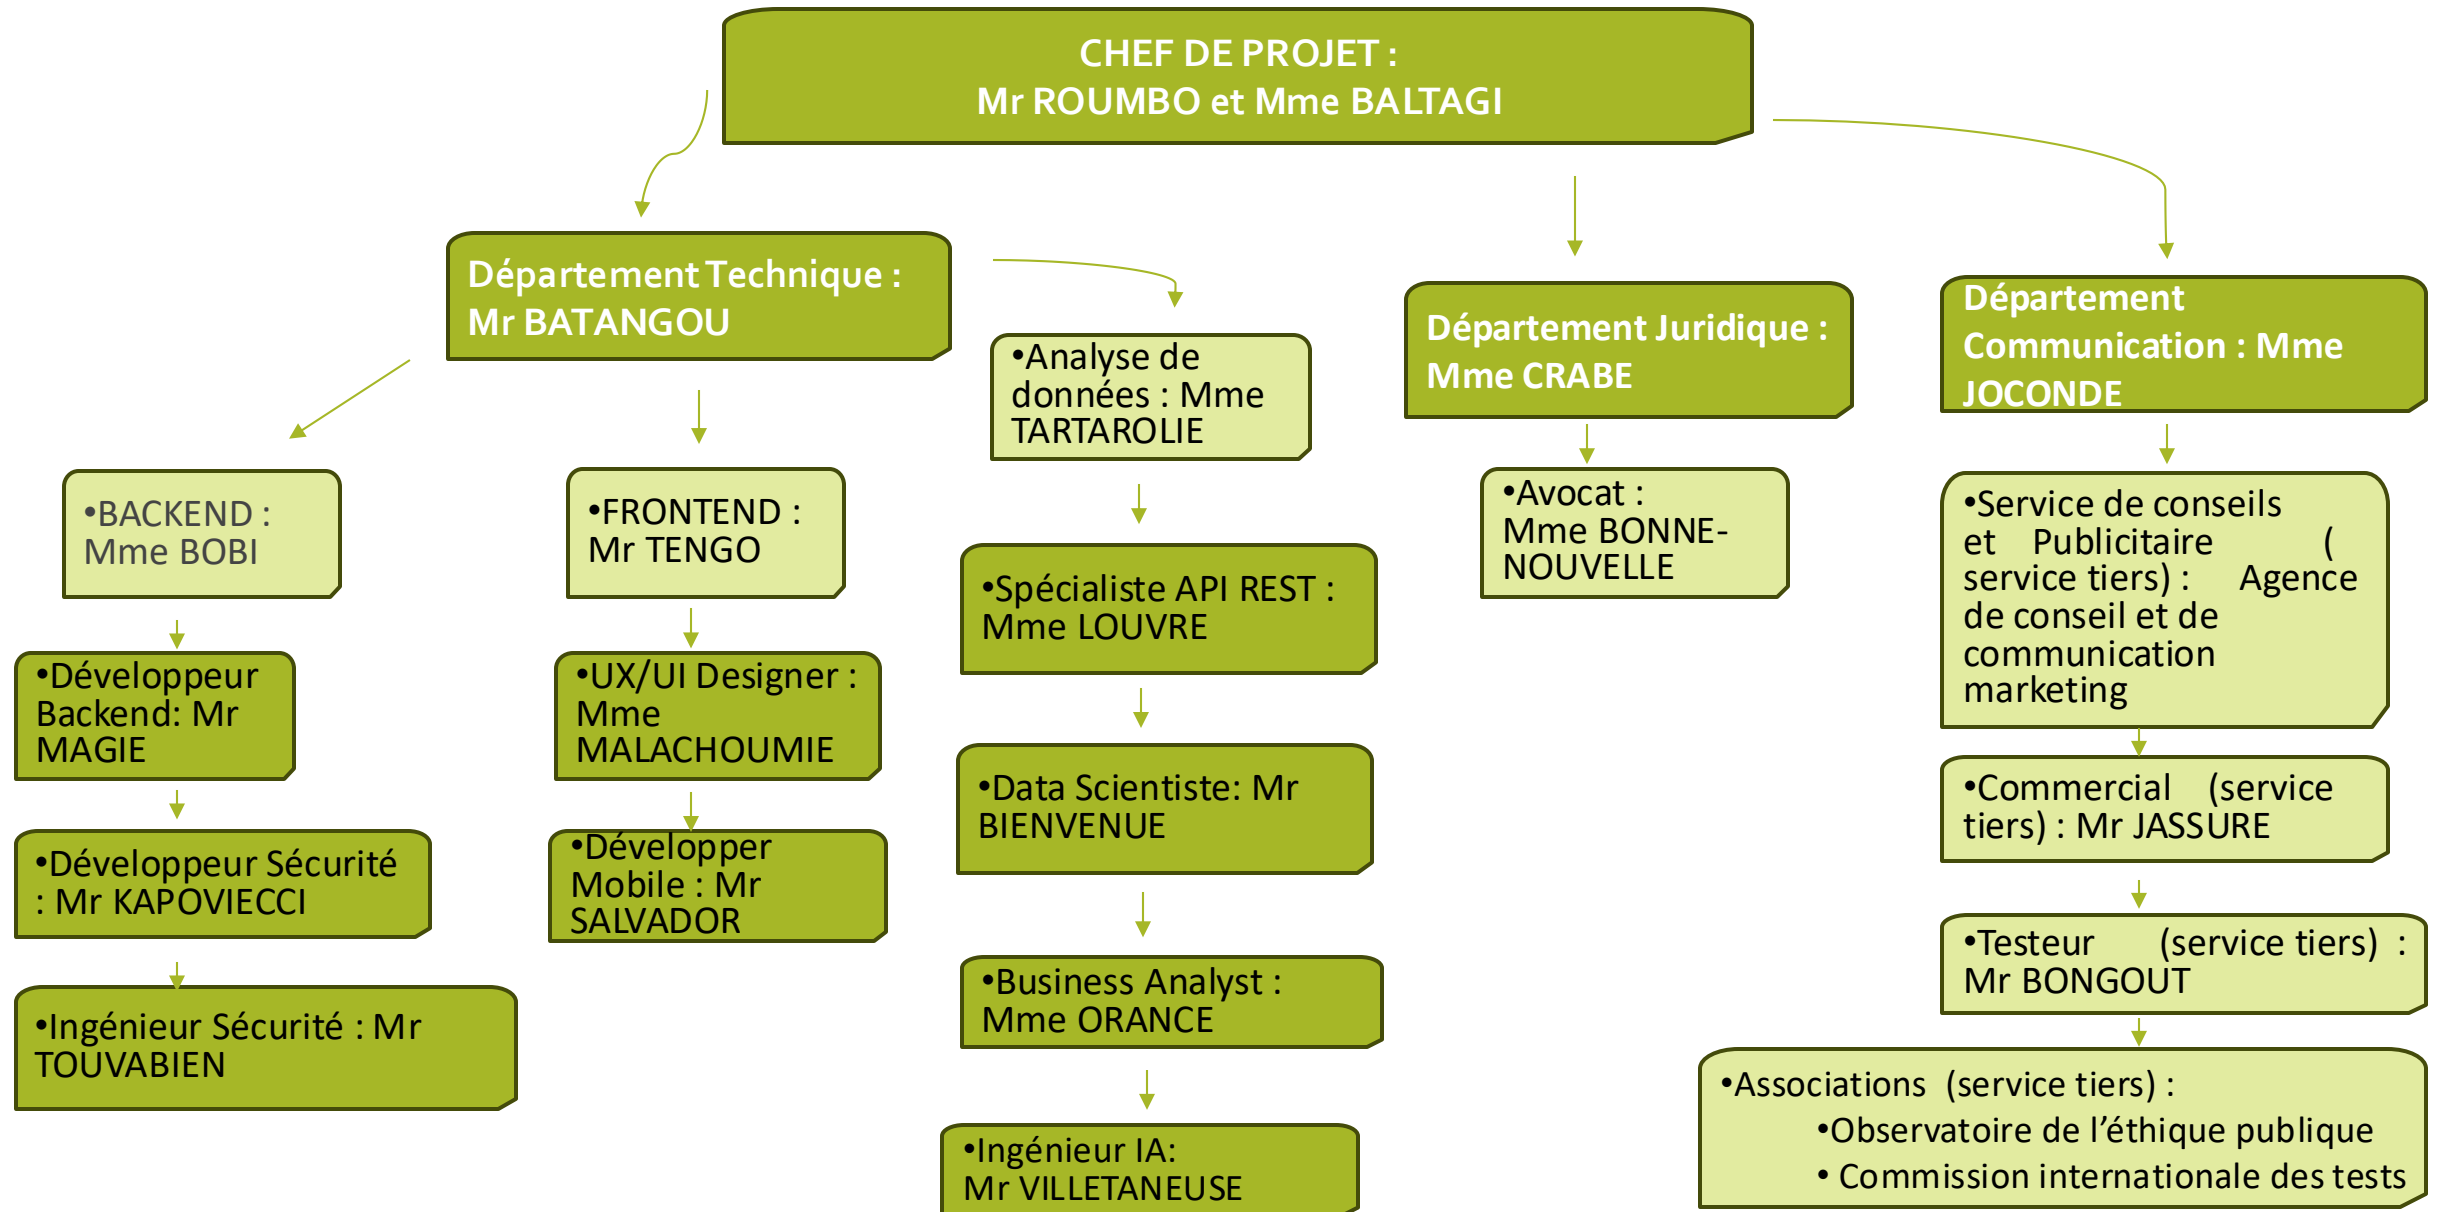 CHEF DE PROJET :
Mr ROUMBO et Mme BALTAGI
Département Technique :
Mr BATANGOU
•BACKEND :
Mme BOBI
•Développeur
Backend: Mr
MAGIE
•Développeur Sécurité
: Mr KAPOVIECCI
•Ingénieur Sécurité : Mr
TOUVABIEN
•FRONTEND :
Mr TENGO
•UX/UI Designer :
Mme
MALACHOUMIE
•Développer
Mobile : Mr
SALVADOR
•Analyse de
données : Mme
TARTAROLIE
•Spécialiste API REST :
Mme LOUVRE
•Data Scientiste: Mr
BIENVENUE
•Business Analyst :
Mme ORANCE
•Ingénieur IA:
Mr VILLETANEUSE
Département Juridique :
Mme CRABE
•Avocat :
Mme BONNE-
NOUVELLE
Département
Communication : Mme
JOCONDE
•Service de conseils
et Publicitaire (
service tiers) : Agence
de conseil et de
communication
marketing
•Commercial (service
tiers) : Mr JASSURE
•Testeur (service tiers) :
Mr BONGOUT
•Associations (service tiers) :
•Observatoire de l’éthique publique
• Commission internationale des tests